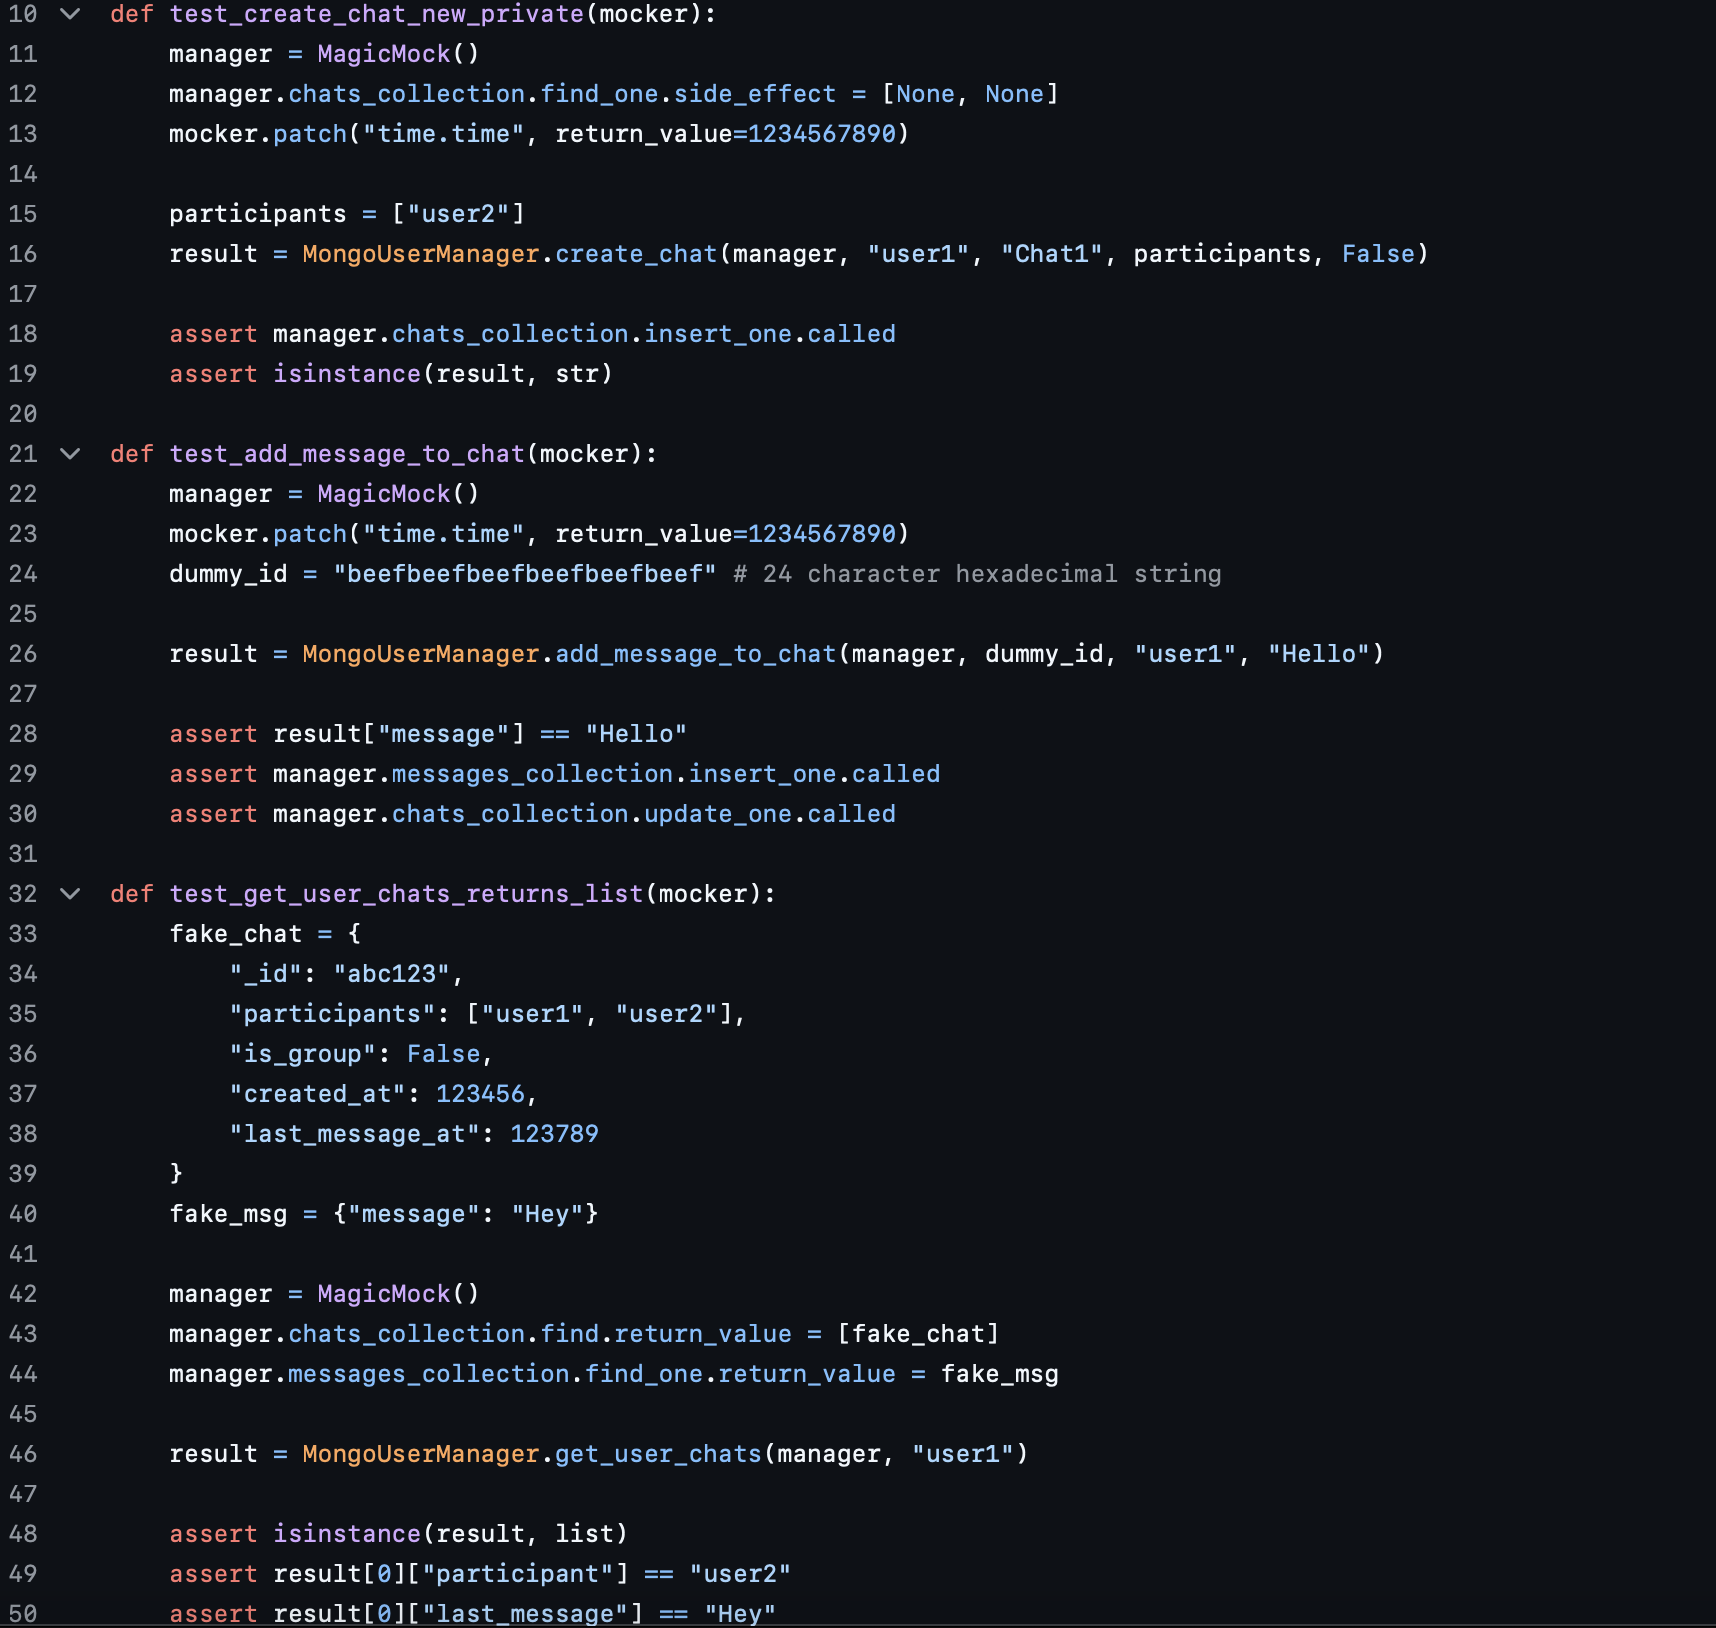 10 def test_create_chat_new_private(mocker):
11 manager = MagicMock()
12 manager.chats_collection.find_one.side_effect = [None, None]
13 mocker.patch("time.time", return_value=1234567890)
14
15 participants = ["user2"]
16 result = MongoUserManager.create_chat(manager, "user1", "Chat1", participants, False)
17
18 assert manager.chats_collection.insert_one.called
19 assert isinstance(result, str)
20
21 def test_add_message_to_chat(mocker):
22 manager = MagicMock()
23 mocker.patch("time.time", return_value=1234567890)
24 dummy_id = "beefbeefbeefbeefbeefbeef" # 24 character hexadecimal string
25
26 result = MongoUserManager.add_message_to_chat(manager, dummy_id, "user1", "Hello")
27
28 assert result["message"] == "Hello"
29 assert manager.messages_collection.insert_one.called
30 assert manager.chats_collection.update_one.called
31
32 def test_get_user_chats_returns_list(mocker):
33 fake_chat = {
34 "_id": "abc123",
35 "participants": ["user1", "user2"],
36 "is_group": False,
37 "created_at": 123456,
38 "last_message_at": 123789
39 }
40 fake_msg = {"message": "Hey"}
41
42 manager = MagicMock()
43 manager.chats_collection.find.return_value = [fake_chat]
44 manager.messages_collection.find_one.return_value = fake_msg
45
46 result = MongoUserManager.get_user_chats(manager, "user1")
47
48 assert isinstance(result, list)
49 assert result[0]["participant"] == "user2"
50 assert result[0]["last_message"] == "Hey"